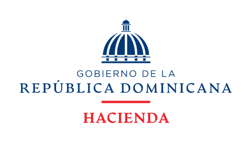 GOBIERNO DE LA
REPÚBLICA DOMINICANA
HACIENDA